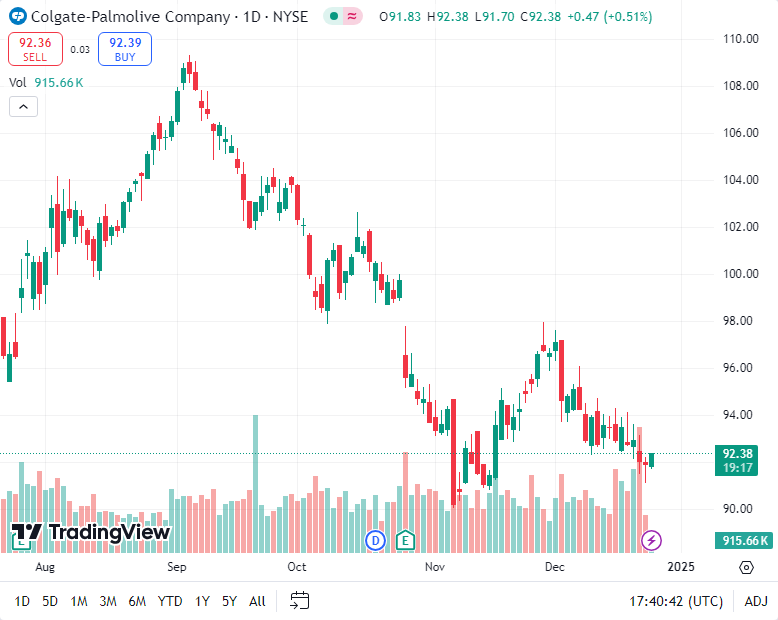 Colgate-Palmolive Company · 1D · NYSE ≈ O91.83 H92.38 L91.70 C92.38 +0.47 (+0.51%)
92.36 SELL 0.03 92.39 BUY
Vol 915.66K
110.00
108.00
106.00
104.00
102.00
100.00
98.00
96.00
94.00
92.38
19:17
90.00
915.66K
TradingView
E D E
Aug Sep Oct Nov Dec 2025
1D 5D 1M 3M 6M YTD 1Y 5Y All 17:40:42 (UTC) ADJ